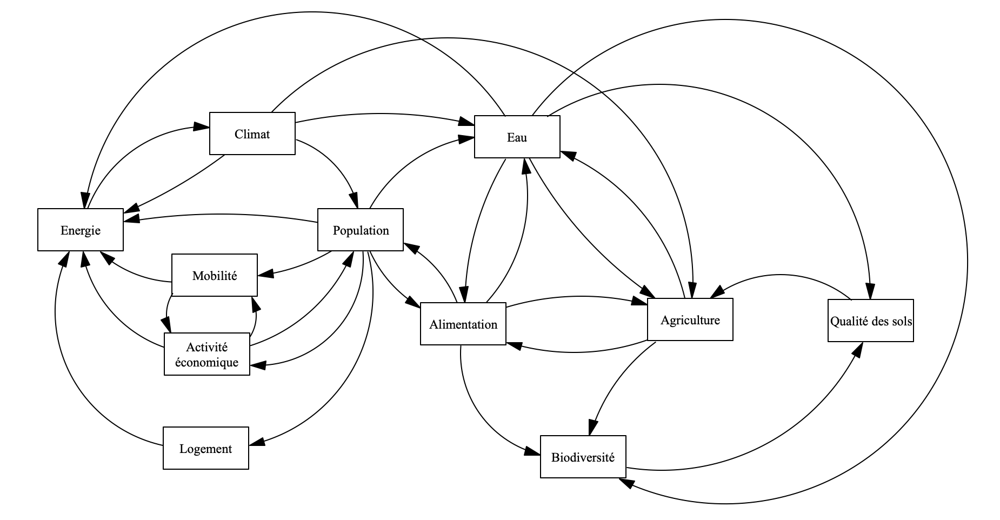 Climat
Eau
Energie
Population
Mobilité
Alimentation
Agriculture
Qualité des sols
Activité
économique
Logement
Biodiversité